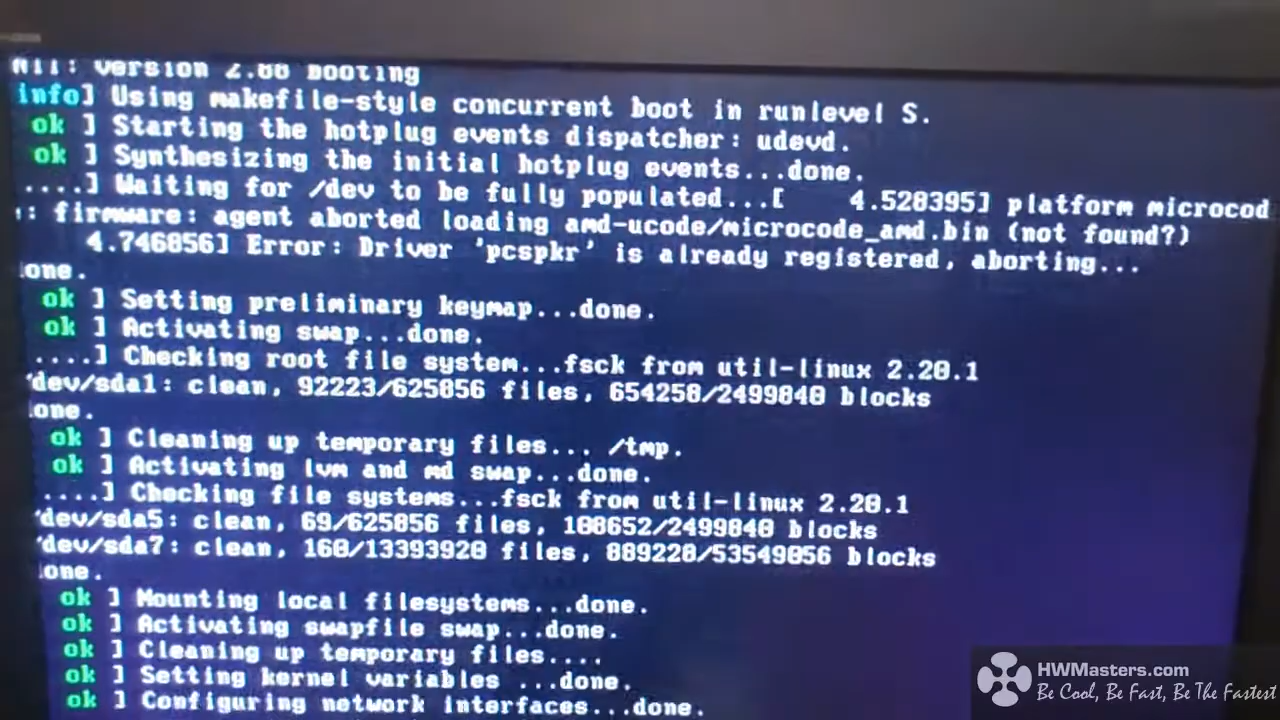 INIT: version 2.88 booting
info] Using makefile-style concurrent boot in runlevel S.
ok ] Starting the hotplug events dispatcher: udevd.
ok ] Synthesizing the initial hotplug events...done.
....] Waiting for /dev to be fully populated...[ 4.528395] platform microcod
: firmware: agent aborted loading amd-ucode/microcode_amd.bin (not found?)
4.746856] Error: Driver 'pcspkr' is already registered, aborting...
done.
ok ] Setting preliminary keymap...done.
ok ] Activating swap...done.
....] Checking root file system...fsck from util-linux 2.20.1
/dev/sda1: clean, 92223/625856 files, 654258/2499840 blocks
done.
ok ] Cleaning up temporary files... /tmp.
ok ] Activating lvm and md swap...done.
....] Checking file systems...fsck from util-linux 2.20.1
/dev/sda5: clean, 69/625856 files, 108652/2499840 blocks
/dev/sda7: clean, 160/13393920 files, 889228/53549056 blocks
done.
ok ] Mounting local filesystems...done.
ok ] Activating swapfile swap...done.
ok ] Cleaning up temporary files....
ok ] Setting kernel variables ...done.
ok ] Configuring network interfaces...done.
HWMasters.com
Be Cool, Be Fast, Be The Fastest